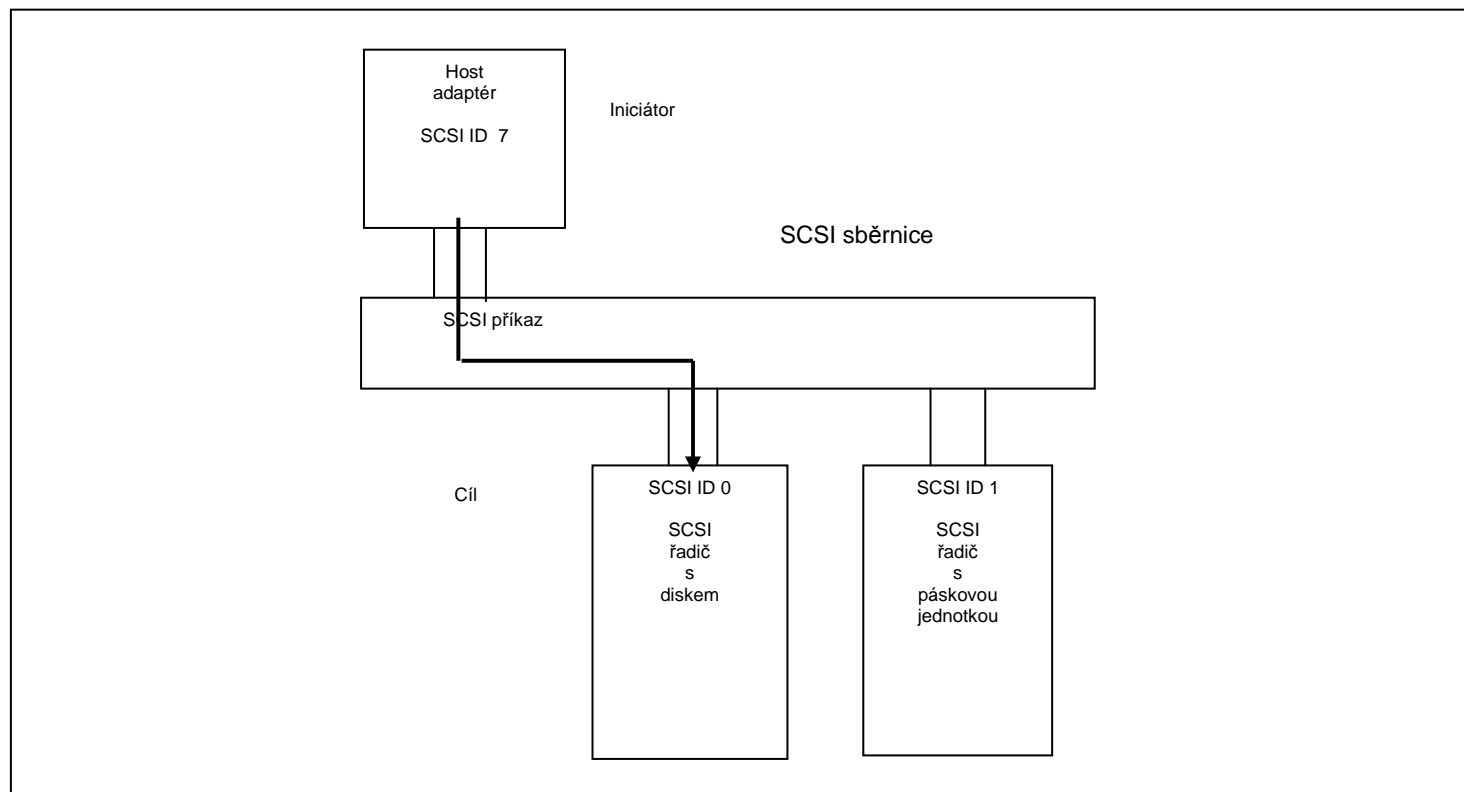 Host
adaptér
SCSI ID 7
Iniciátor
SCSI sběrnice
SCSI příkaz
Cíl
SCSI ID 0
SCSI
řadič
s
diskem
SCSI ID 1
SCSI
řadič
s
páskovou
jednotkou